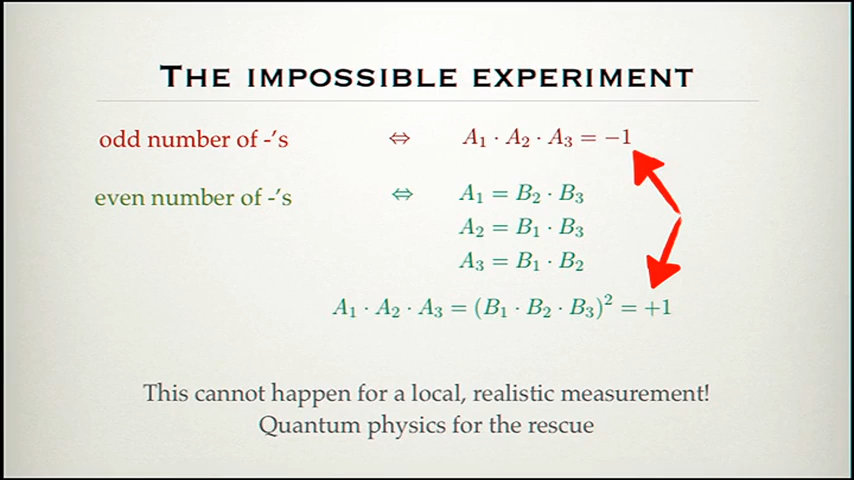 THE IMPOSSIBLE EXPERIMENT
odd number of -'s ⇔ A₁ · A₂ · A₃ = −1
even number of -'s ⇔ A₁ = B₂ · B₃
A₂ = B₁ · B₃
A₃ = B₁ · B₂
A₁ · A₂ · A₃ = (B₁ · B₂ · B₃)² = +1
This cannot happen for a local, realistic measurement!
Quantum physics for the rescue